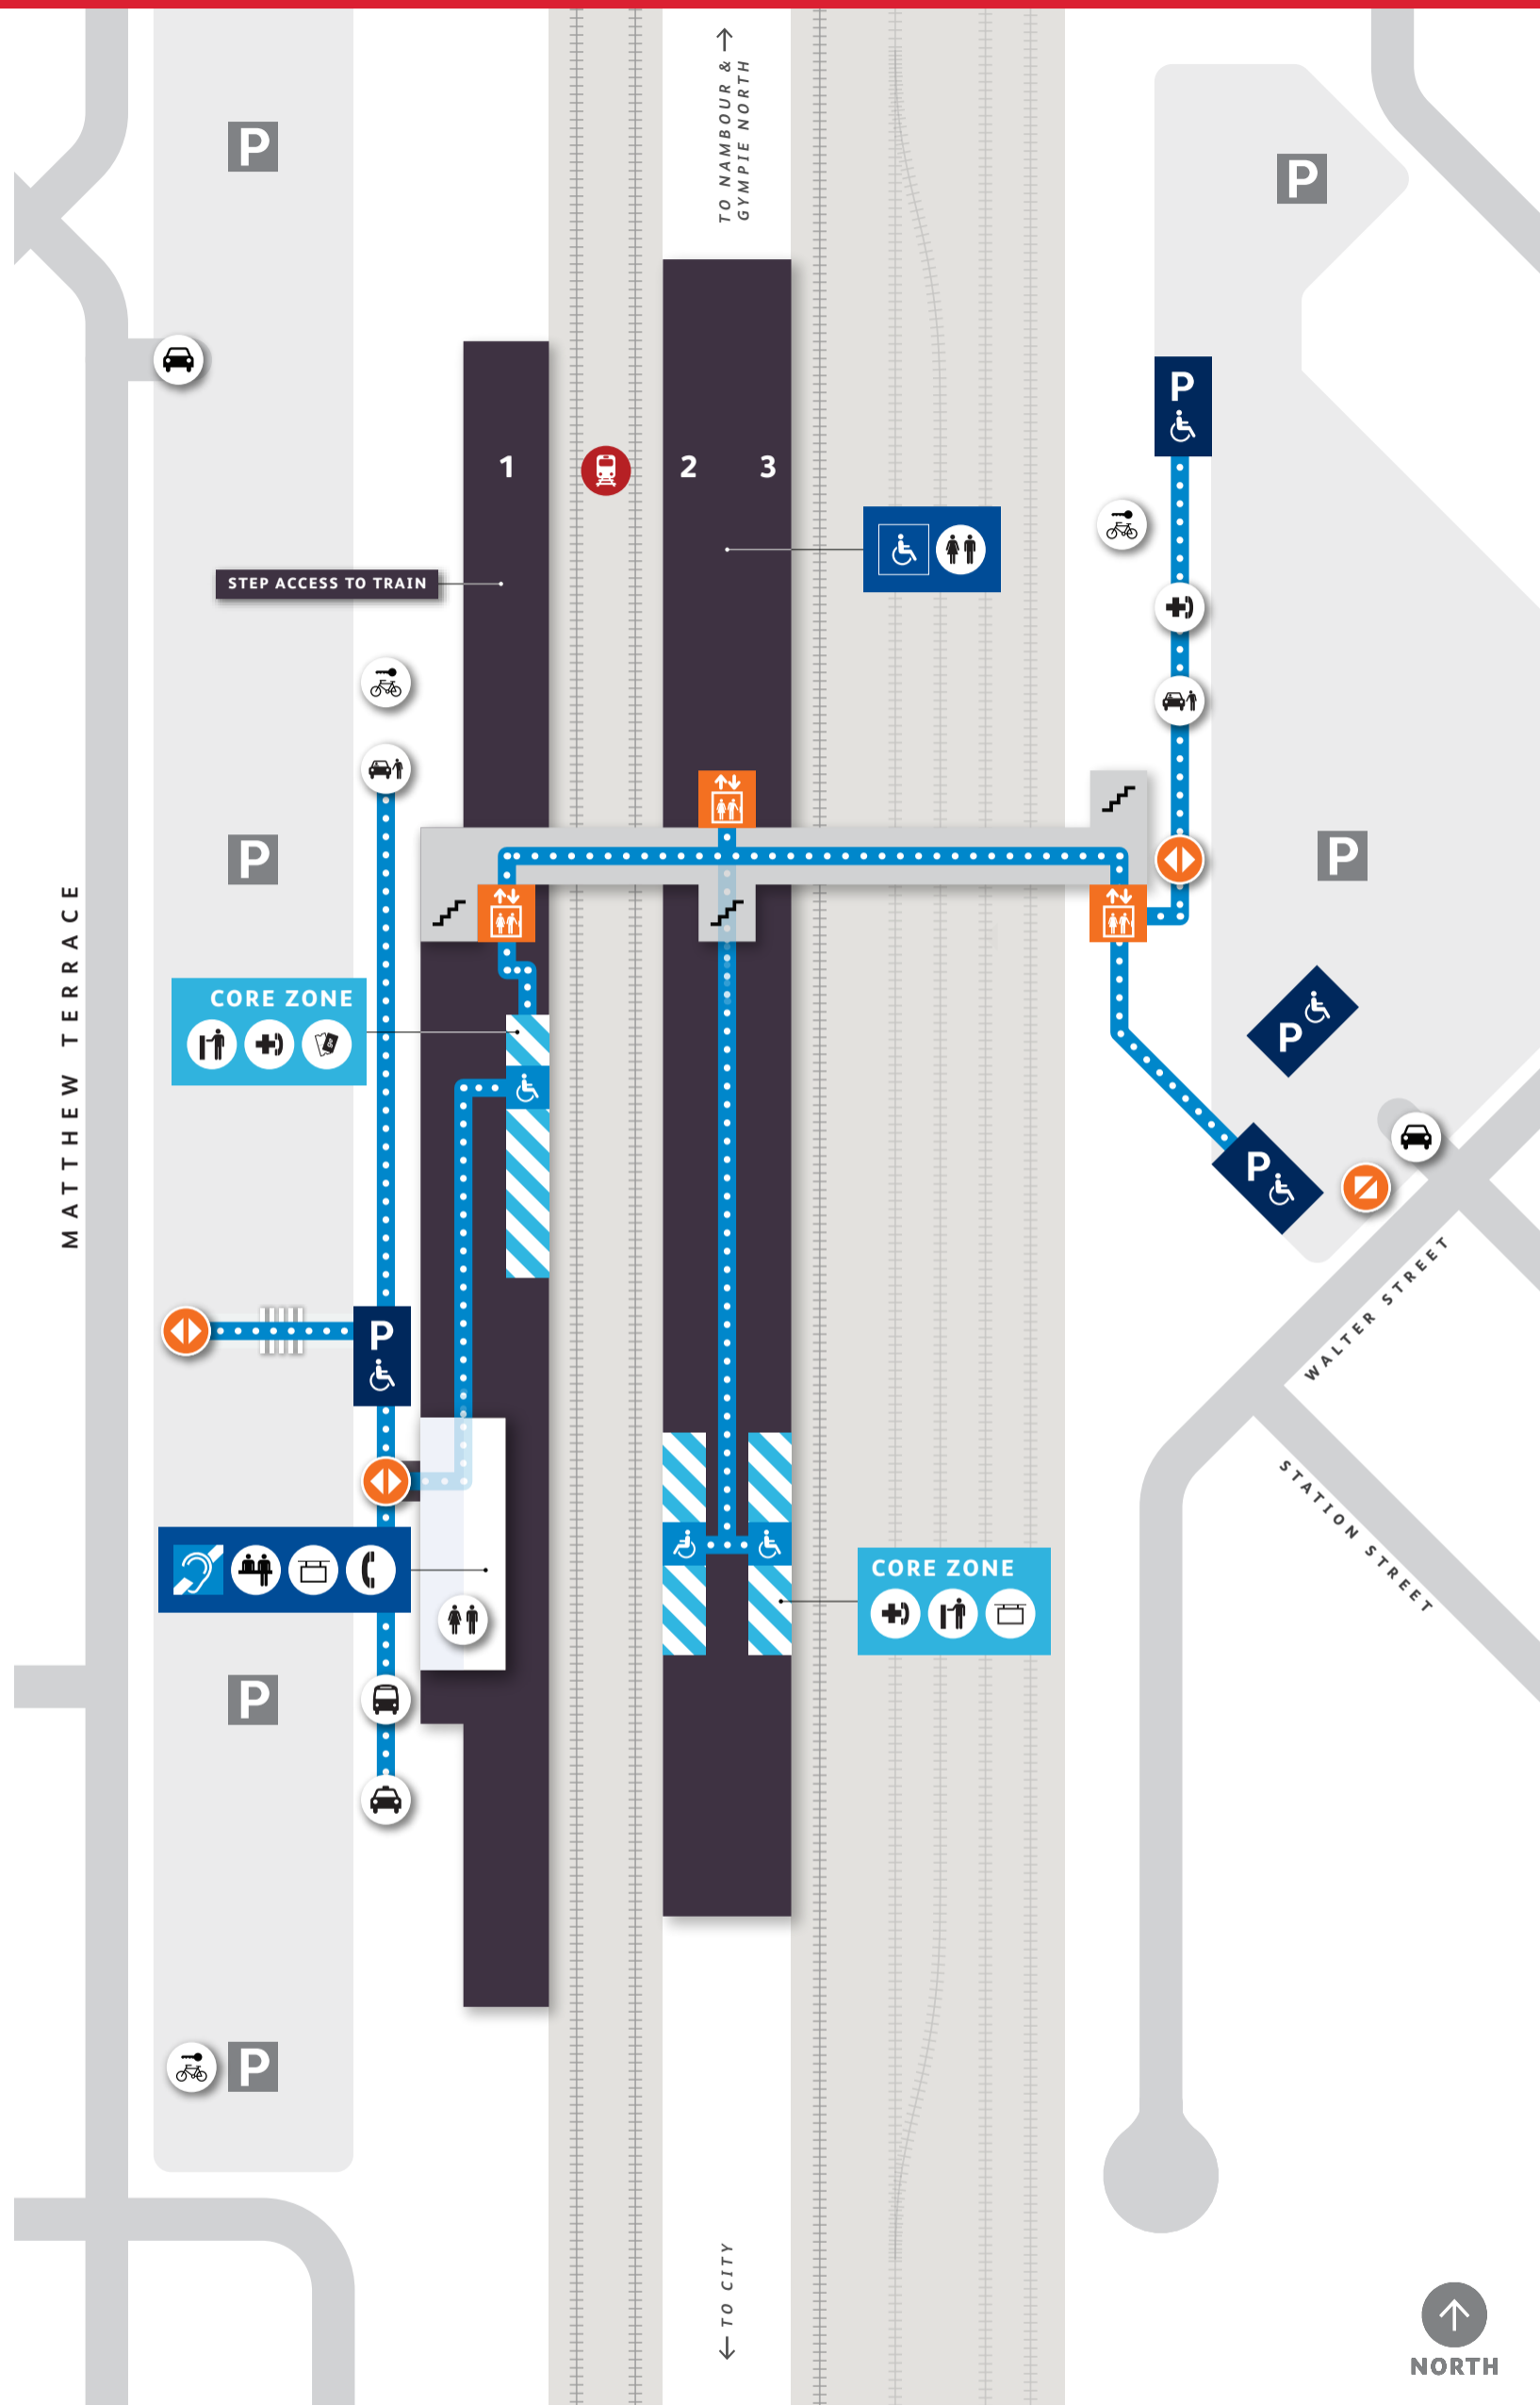 TO NAMBOUR &
GYMPIE NORTH
P
P
P
1
2
3
STEP ACCESS TO TRAIN
P
P
MATTHEW TERRACE
CORE ZONE
P
P
P
WALTER STREET
STATION STREET
CORE ZONE
P
P
TO CITY
NORTH